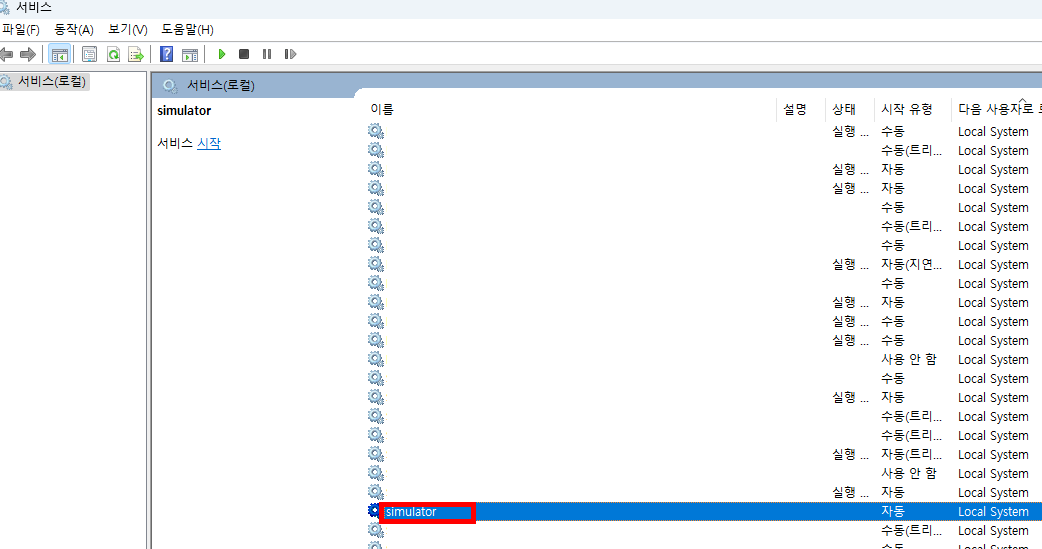 서비스
파일(F) 동작(A) 보기(V) 도움말(H)
서비스(로컬)
서비스(로컬)
simulator
서비스 시작
이름 설명 상태 시작 유형 다음 사용자로
실행 ... 수동 Local System
수동(트리... Local System
실행 ... 자동 Local System
실행 ... 자동 Local System
수동 Local System
수동(트리... Local System
수동 Local System
실행 ... 자동(지연... Local System
수동 Local System
실행 ... 자동 Local System
실행 ... 수동 Local System
실행 ... 수동 Local System
사용 안 함 Local System
수동 Local System
실행 ... 자동 Local System
수동(트리... Local System
수동(트리... Local System
실행 ... 자동(트리... Local System
사용 안 함 Local System
실행 ... 자동 Local System
simulator 자동 Local System
수동(트리... Local System